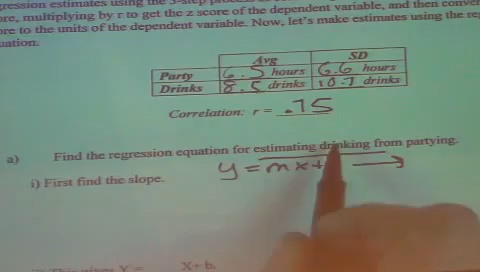 gression estimates using the 3-step
ore, multiplying by r to get the z score of the dependent variable, and then conver
ore to the units of the dependent variable. Now, let's make estimates using the re
uation.
Avg SD
Party 6.5 hours 6.6 hours
Drinks 8.5 drinks 10.7 drinks
Correlation: r = .75
a) Find the regression equation for estimating drinking from partying.
i) First find the slope.
y = mx+
X+ b.